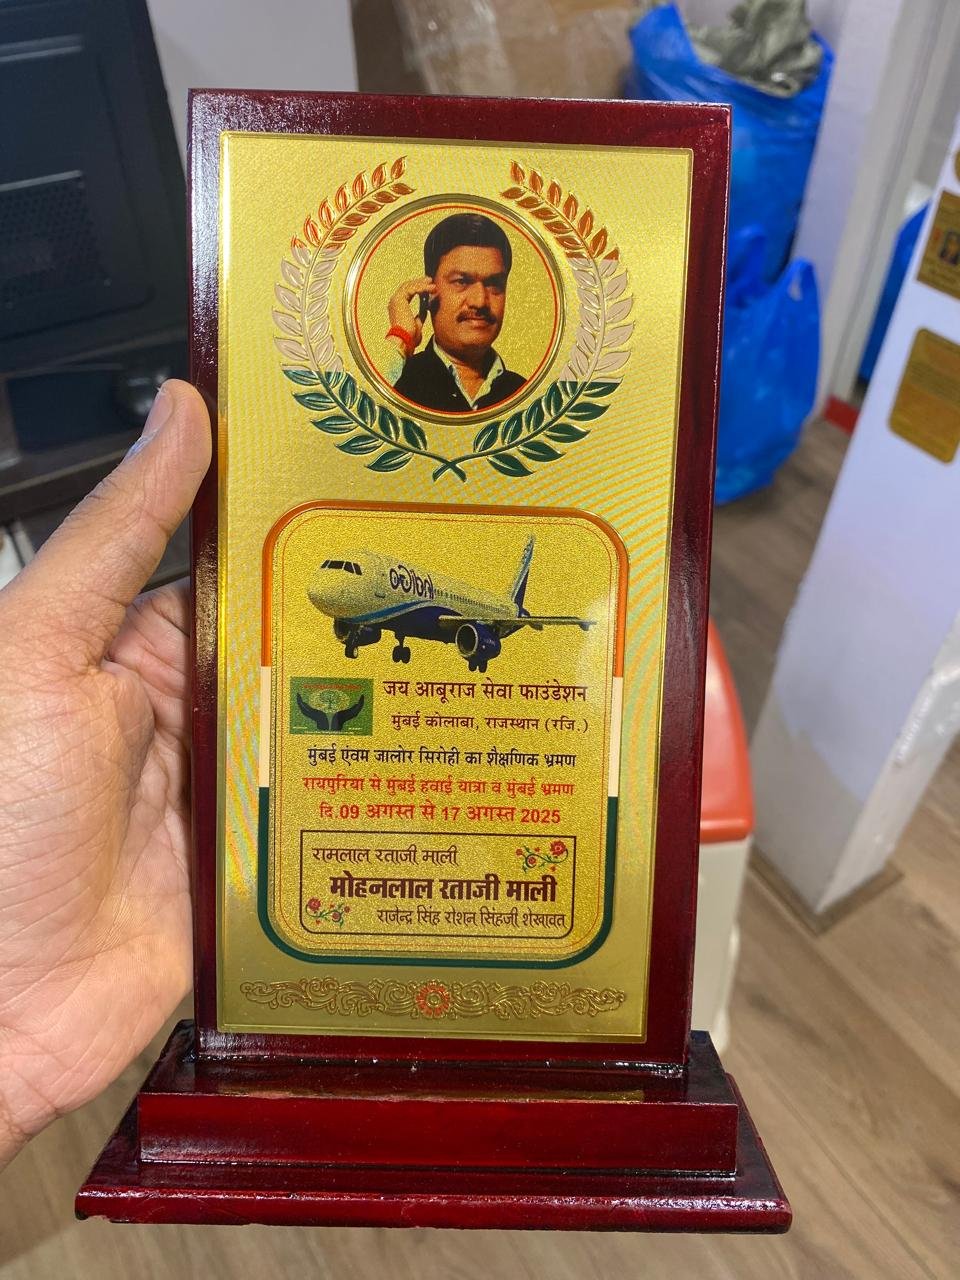 जय आबूराज सेवा फाउंडेशन
मुंबई कोलाबा, राजस्थान (रजि.)
मुंबई एंवम जालोर सिरोही का शैक्षणिक भ्रमण
रायपुरिया से मुंबई हवाई यात्रा व मुंबई भ्रमण
दि.09 अगस्त से 17 अगस्त 2025
रामलाल रताजी माली
मोहनलाल रताजी माली
राजेन्द्र सिंह रोशन सिंहजी शेखावत